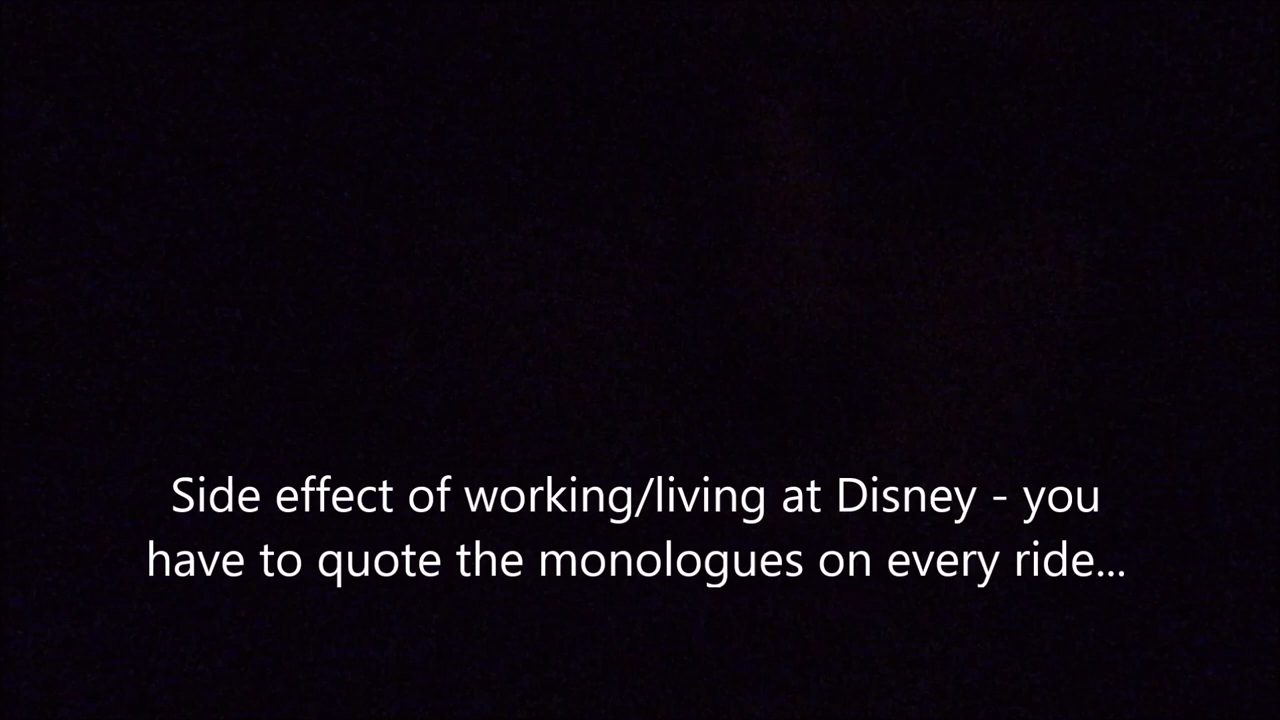 Side effect of working/living at Disney - you
have to quote the monologues on every ride...